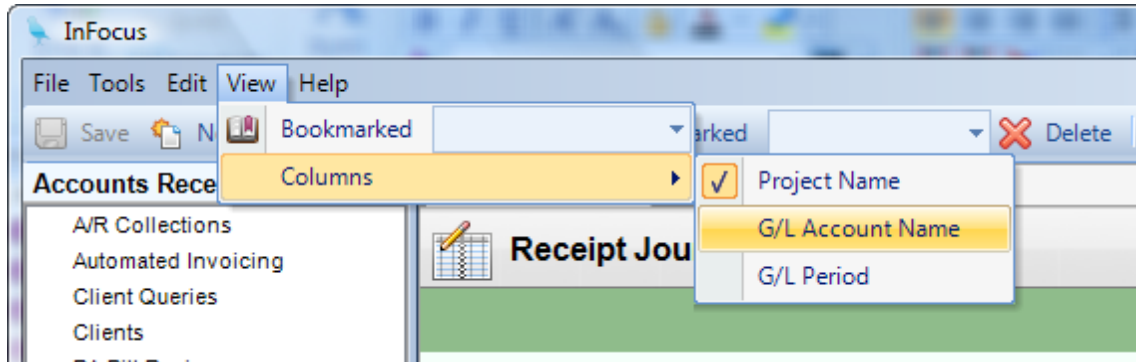 InFocus
File Tools Edit View Help
Save N Bookmarked arked Delete
Accounts Rece Columns Project Name
A/R Collections G/L Account Name
Automated Invoicing Receipt Jou
Client Queries G/L Period
Clients